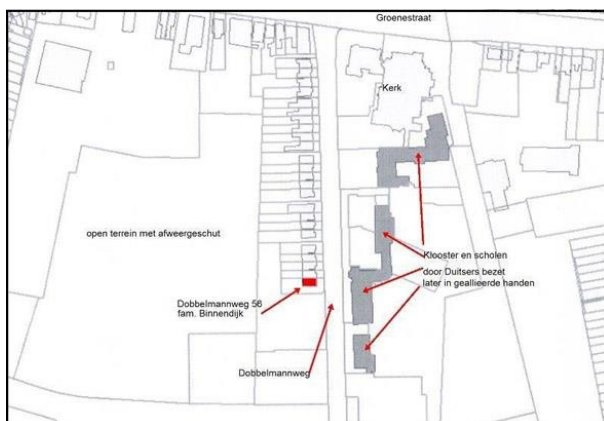 Groenestraat
Kerk
open terrein met afweergeschut
Klooster en scholen
door Duitsers bezet
later in geallieerde handen
Dobbelmannweg 56
fam. Binnendijk
Dobbelmannweg